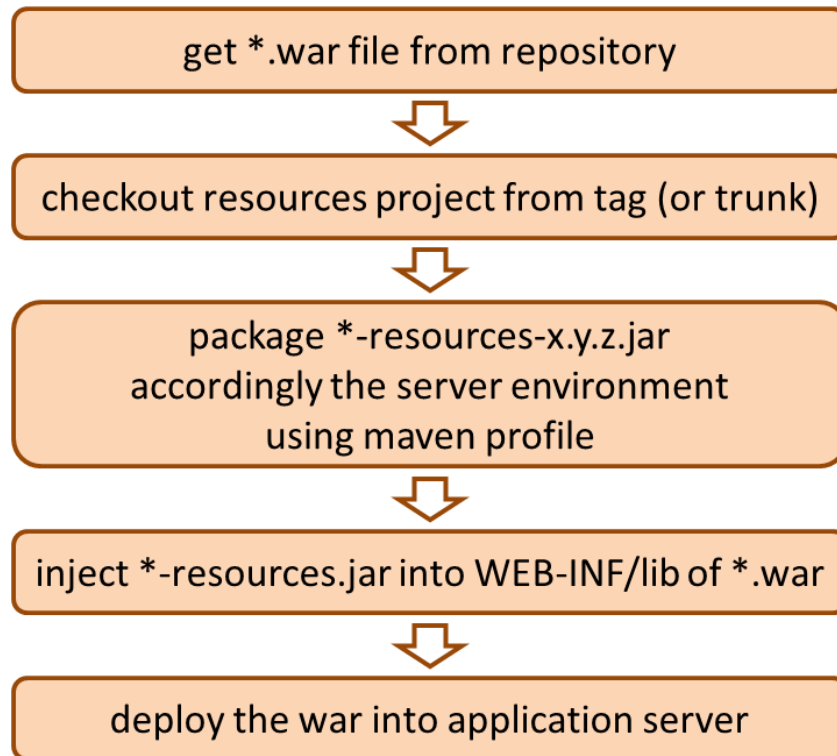 get *.war file from repository
checkout resources project from tag (or trunk)
package *-resources-x.y.z.jar
accordingly the server environment
using maven profile
inject *-resources.jar into WEB-INF/lib of *.war
deploy the war into application server